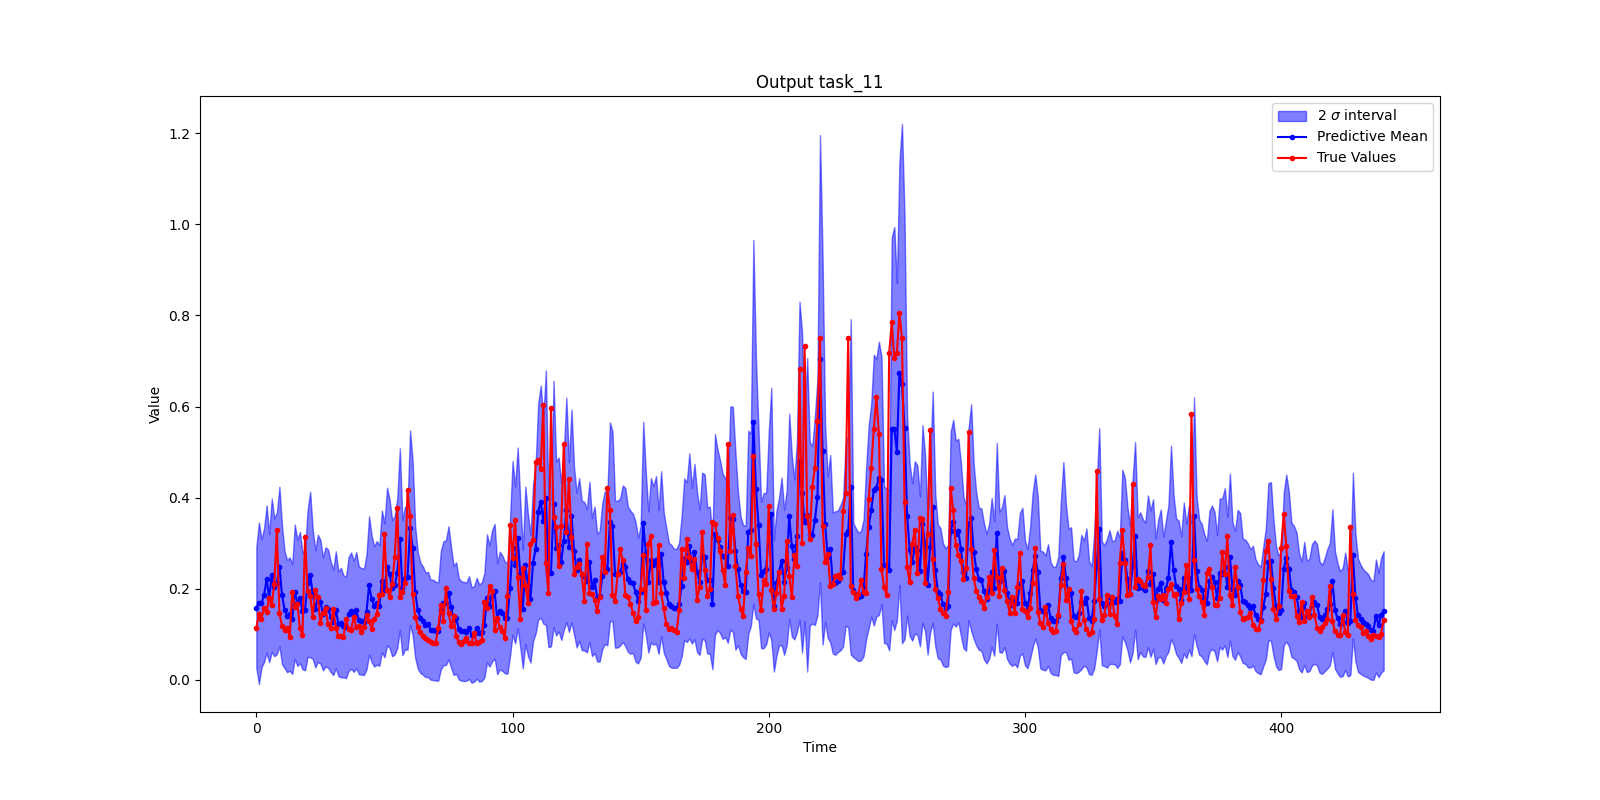 Output task_11
2 σ interval
Predictive Mean
True Values
Value
1.2
1.0
0.8
0.6
0.4
0.2
0.0
0 100 200 300 400
Time